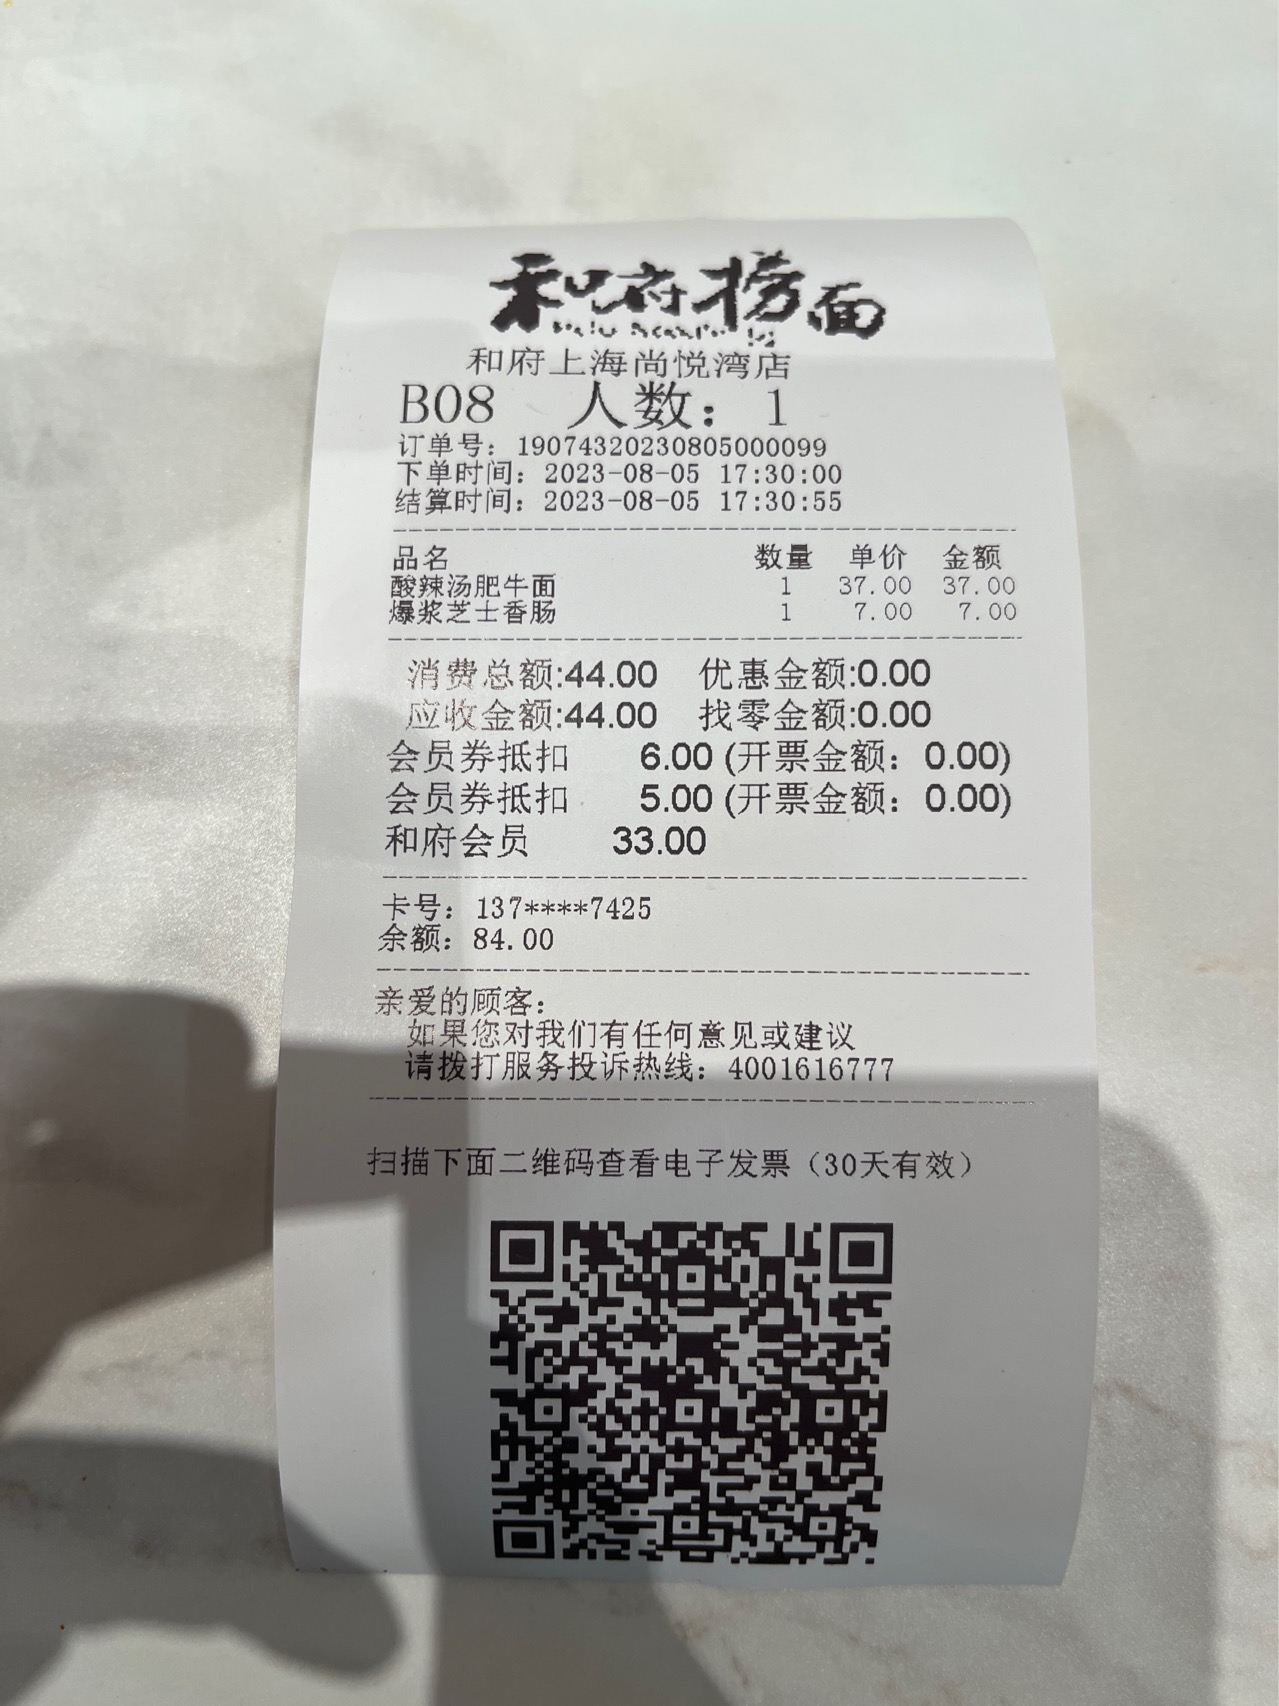 和府捞面
和府上海尚悦湾店
B08 人数： 1
订单号：19074320230805000099
下单时间：2023-08-05 17:30:00
结算时间：2023-08-05 17:30:55
品名 数量 单价 金额
酸辣汤肥牛面 1 37.00 37.00
爆浆芝士香肠 1 7.00 7.00
消费总额:44.00 优惠金额:0.00
应收金额:44.00 找零金额:0.00
会员券抵扣 6.00 (开票金额：0.00)
会员券抵扣 5.00 (开票金额：0.00)
和府会员 33.00
卡号：137****7425
余额：84.00
亲爱的顾客：
如果您对我们有任何意见或建议
请拨打服务投诉热线：4001616777
扫描下面二维码查看电子发票（30天有效）